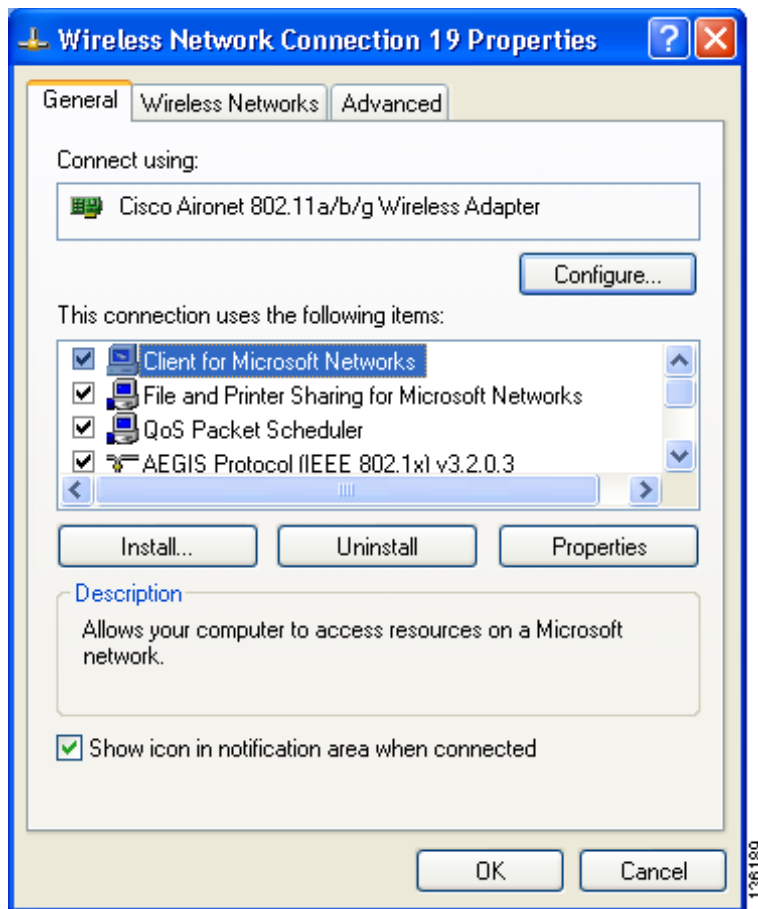 Wireless Network Connection 19 Properties
General Wireless Networks Advanced
Connect using:
Cisco Aironet 802.11a/b/g Wireless Adapter
Configure...
This connection uses the following items:
Client for Microsoft Networks
File and Printer Sharing for Microsoft Networks
QoS Packet Scheduler
AEGIS Protocol (IEEE 802.1x) v3.2.0.3
Install... Uninstall Properties
Description
Allows your computer to access resources on a Microsoft
network.
Show icon in notification area when connected
OK Cancel
136189